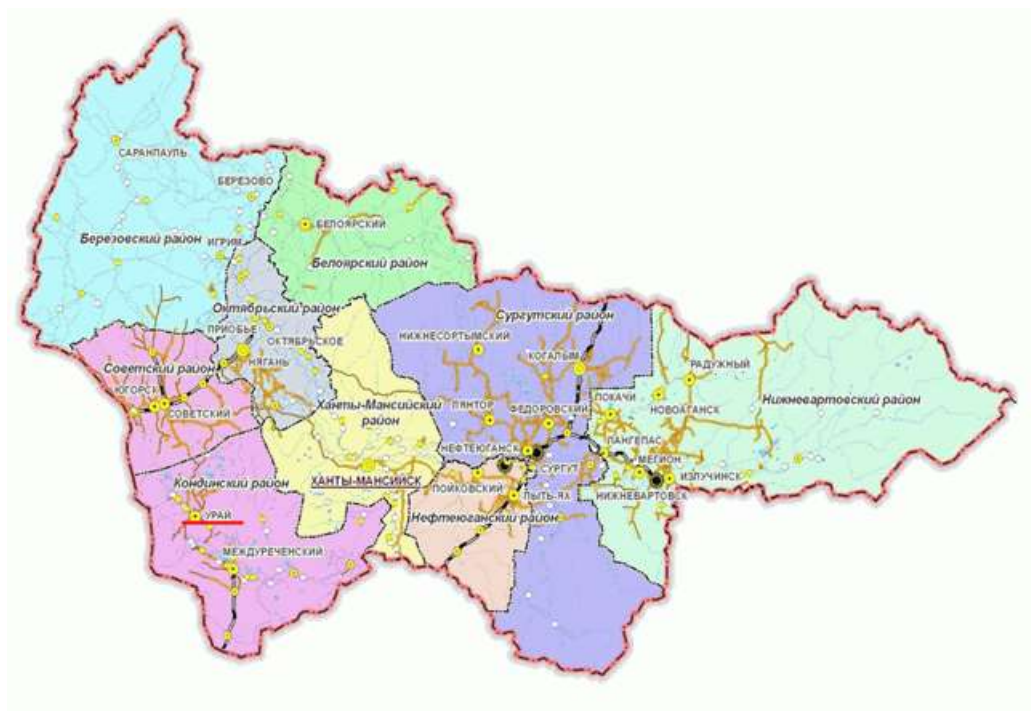 САРАНПАУЛЬ
БЕРЕЗОВО
БЕЛОЯРСКИЙ
Березовский район
ИГРИМ
Белоярский район
Октябрьский район
Сургутский район
ПРИОБЬЕ
ОКТЯБРЬСКОЕ
НИЖНЕСОРТЫМСКИЙ
КОГАЛЫМ
НЯГАНЬ
РАДУЖНЫЙ
Советский район
ЮГОРСК
ПОКАЧИ
Нижневартовский район
Ханты-Мансийский
район
ЛЯНТОР
ФЕДОРОВСКИЙ
НОВОАГАНСК
СОВЕТСКИЙ
НЕФТЕЮГАНСК
ЛАНГЕПАС
МЕГИОН
СУРГУТ
ИЗЛУЧИНСК
Кондинский район
ХАНТЫ-МАНСИЙСК
ПОЙКОВСКИЙ
ПЫТЬ-ЯХ
НИЖНЕВАРТОВСК
УРАЙ
Нефтеюганский район
МЕЖДУРЕЧЕНСКИЙ